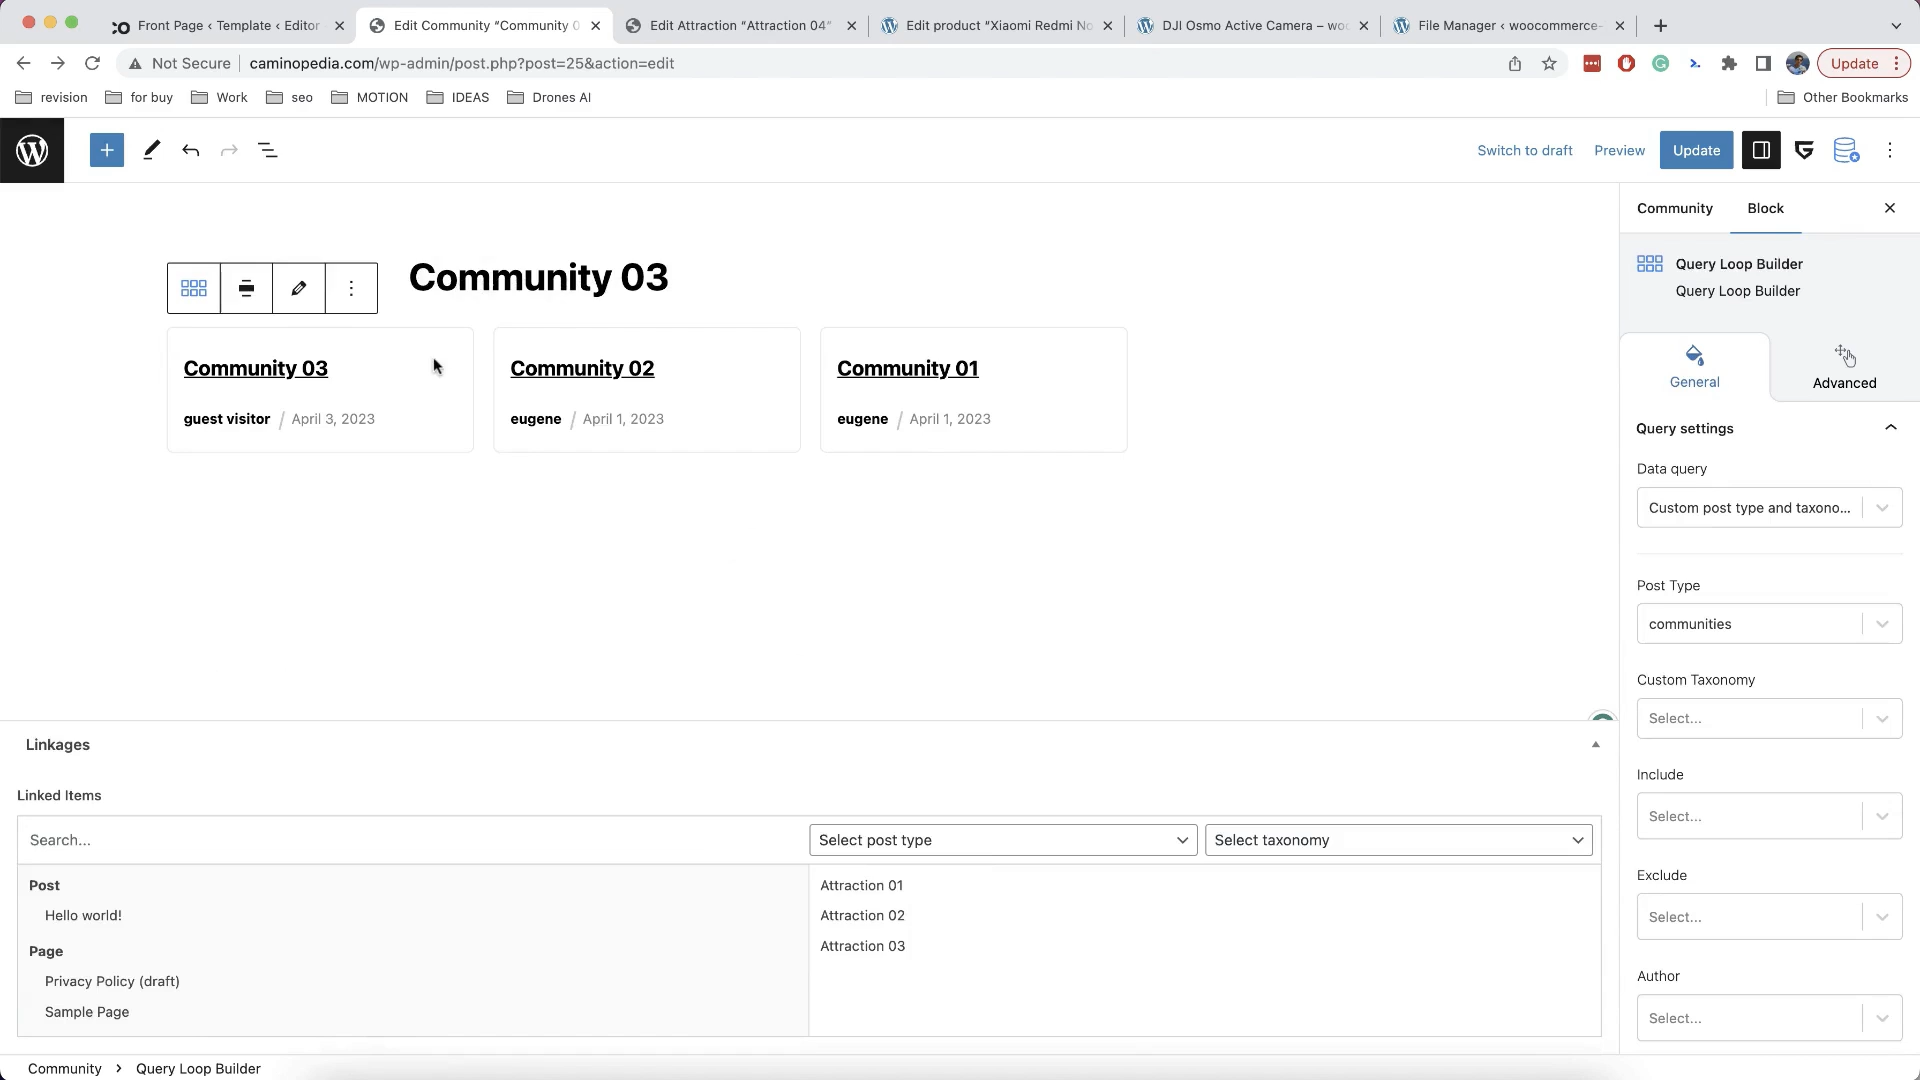 Front Page ‹ Template ‹ Editor
Edit Community “Community 0
Edit Attraction “Attraction 04”
Edit product “Xiaomi Redmi No
DJI Osmo Active Camera – woo
File Manager ‹ woocommerce-
Not Secure caminopedia.com/wp-admin/post.php?post=25&action=edit
Update
revision for buy Work seo MOTION IDEAS Drones AI Other Bookmarks
Switch to draft Preview Update
Community Block
Query Loop Builder
Query Loop Builder
Community 03
Community 03
guest visitor / April 3, 2023
Community 02
eugene / April 1, 2023
Community 01
eugene / April 1, 2023
General Advanced
Query settings
Data query
Custom post type and taxono...
Post Type
communities
Custom Taxonomy
Select...
Include
Select...
Exclude
Select...
Author
Select...
Linkages
Linked Items
Search... Select post type Select taxonomy
Post
Hello world!
Page
Privacy Policy (draft)
Sample Page
Attraction 01
Attraction 02
Attraction 03
Community › Query Loop Builder